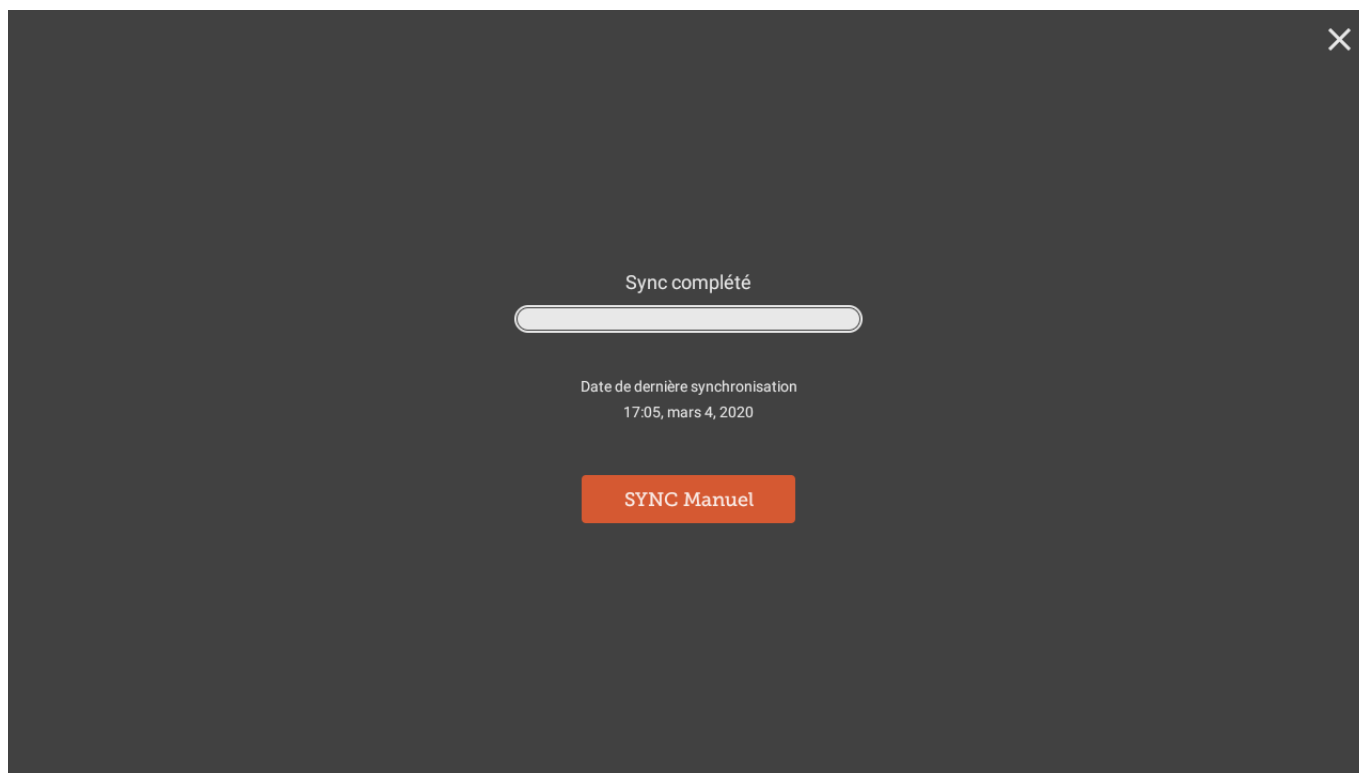 Sync complété
Date de dernière synchronisation
17:05, mars 4, 2020
SYNC Manuel